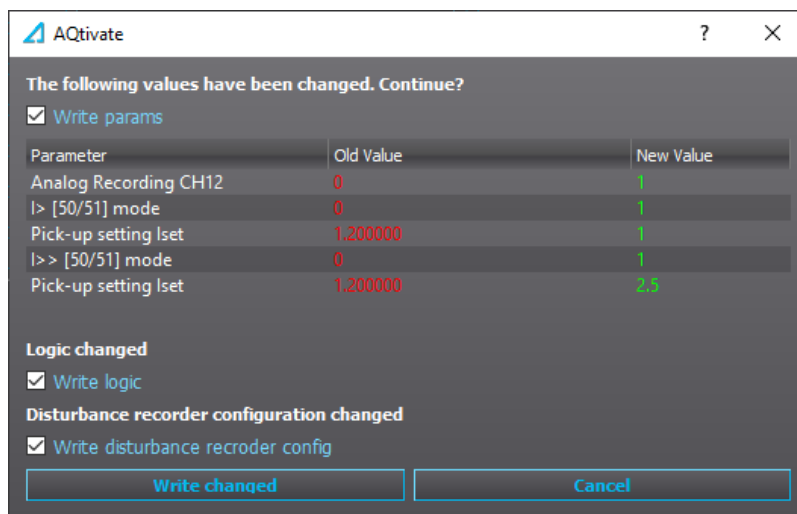 AQtivate ?
The following values have been changed. Continue?
Write params
Parameter Old Value New Value
Analog Recording CH12 0 1
I> [50/51] mode 0 1
Pick-up setting Iset 1.200000 1
I>> [50/51] mode 0 1
Pick-up setting Iset 1.200000 2.5
Logic changed
Write logic
Disturbance recorder configuration changed
Write disturbance recroder config
Write changed Cancel